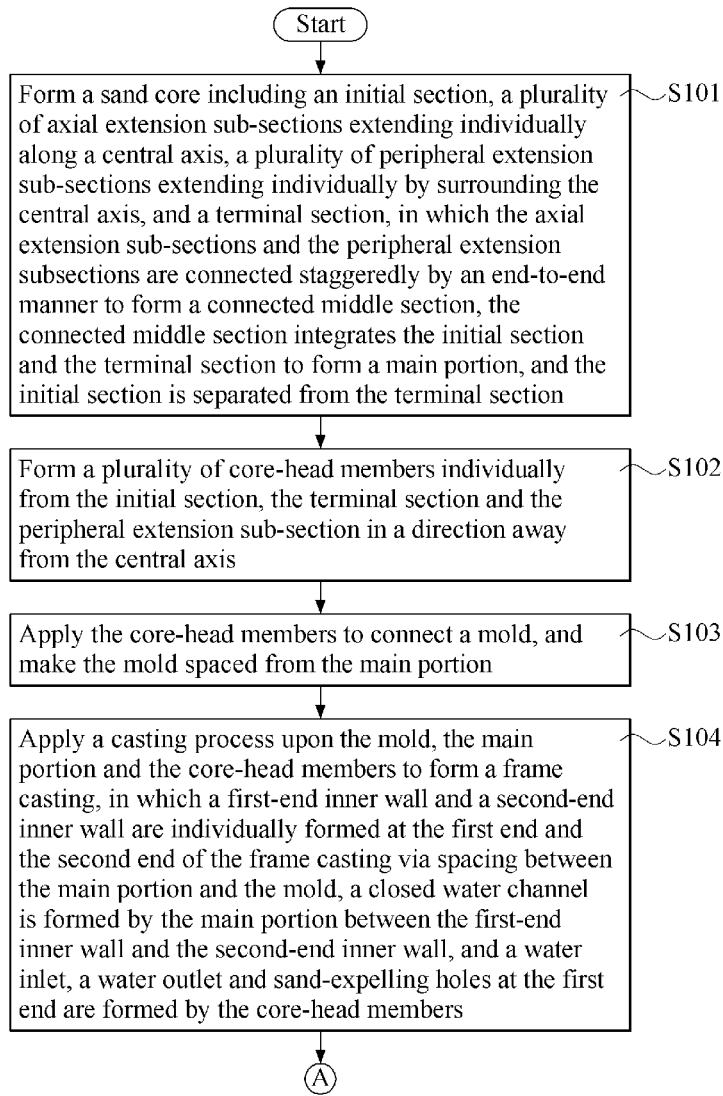 Start
Form a sand core including an initial section, a plurality
of axial extension sub-sections extending individually
along a central axis, a plurality of peripheral extension
sub-sections extending individually by surrounding the
central axis, and a terminal section, in which the axial
extension sub-sections and the peripheral extension
subsections are connected staggeredly by an end-to-end
manner to form a connected middle section, the
connected middle section integrates the initial section
and the terminal section to form a main portion, and the
initial section is separated from the terminal section
S101
Form a plurality of core-head members individually
from the initial section, the terminal section and the
peripheral extension sub-section in a direction away
from the central axis
S102
Apply the core-head members to connect a mold, and
make the mold spaced from the main portion
S103
Apply a casting process upon the mold, the main
portion and the core-head members to form a frame
casting, in which a first-end inner wall and a second-end
inner wall are individually formed at the first end and
the second end of the frame casting via spacing between
the main portion and the mold, a closed water channel
is formed by the main portion between the first-end
inner wall and the second-end inner wall, and a water
inlet, a water outlet and sand-expelling holes at the first
end are formed by the core-head members
S104
A